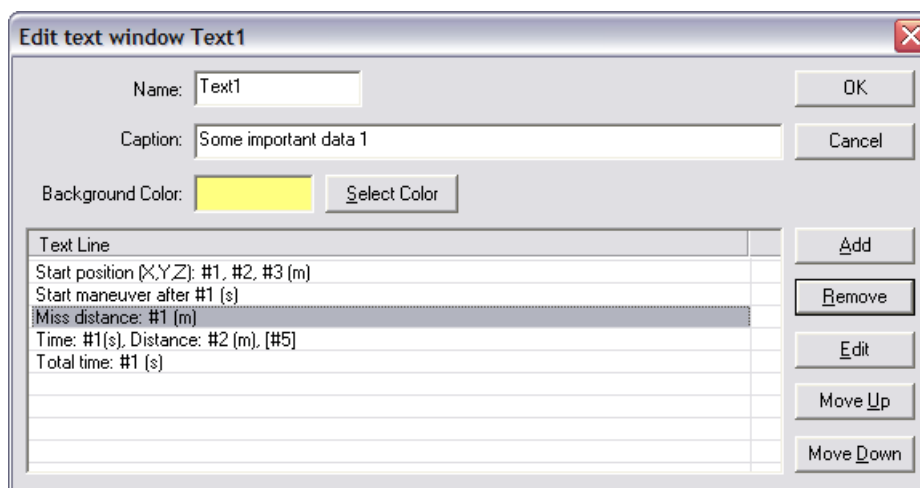 Edit text window Text1
Name: Text1
OK
Caption: Some important data 1
Cancel
Background Color:
Select Color
Text Line
Add
Start position (X,Y,Z): #1, #2, #3 (m)
Start maneuver after #1 (s)
Remove
Miss distance: #1 (m)
Time: #1(s), Distance: #2 (m), [#5]
Edit
Total time: #1 (s)
Move Up
Move Down